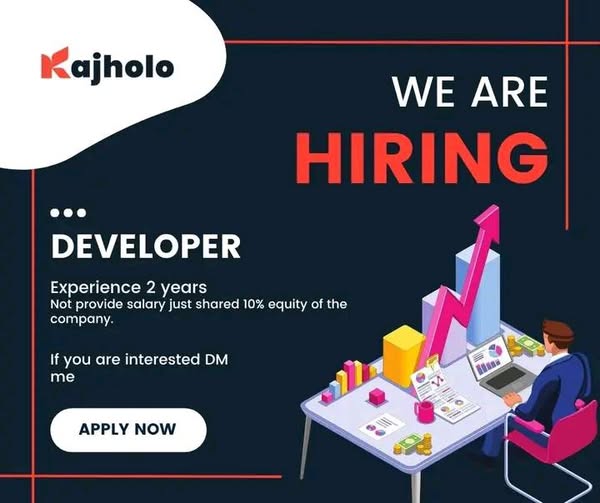 Kajholo
WE ARE
HIRING
DEVELOPER
Experience 2 years
Not provide salary just shared 10% equity of the
company.
If you are interested DM
me
APPLY NOW